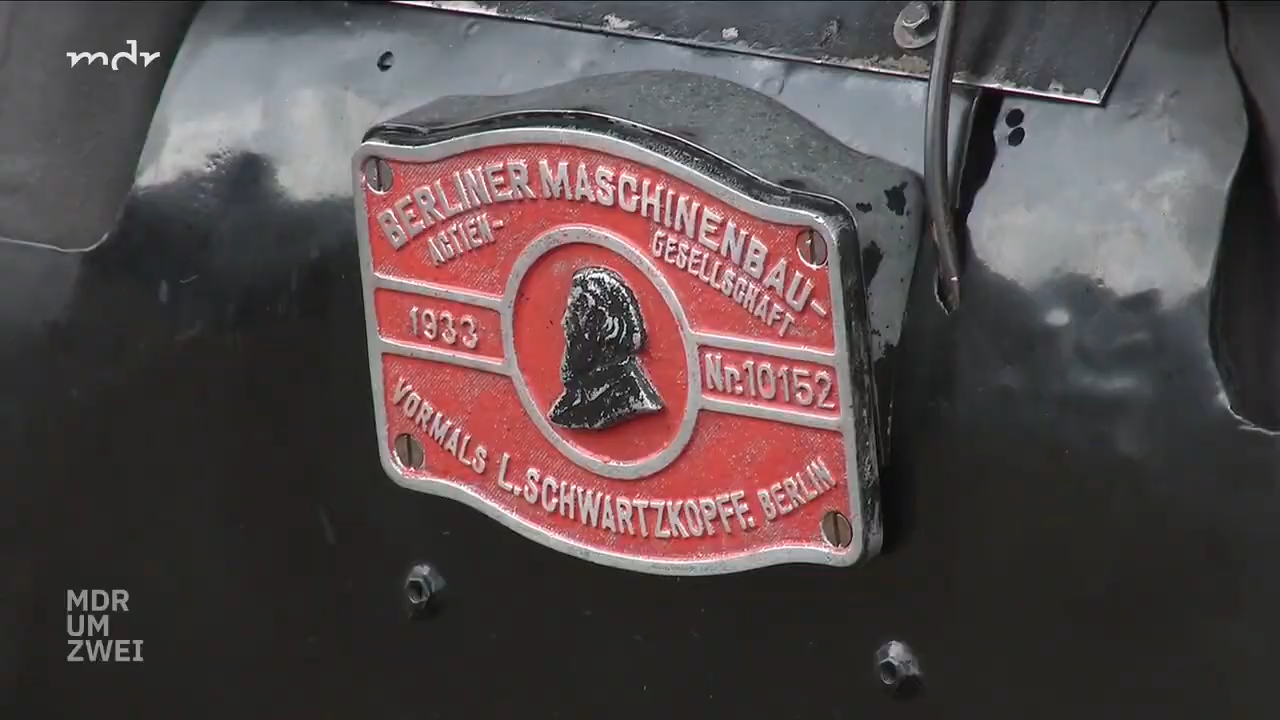 mdr
BERLINER MASCHINENBAU-
ACTIEN-
GESELLSCHAFT
1933
Nr.10152
VORMALS L.SCHWARTZKOPFF. BERLIN
MDR
UM
ZWEI